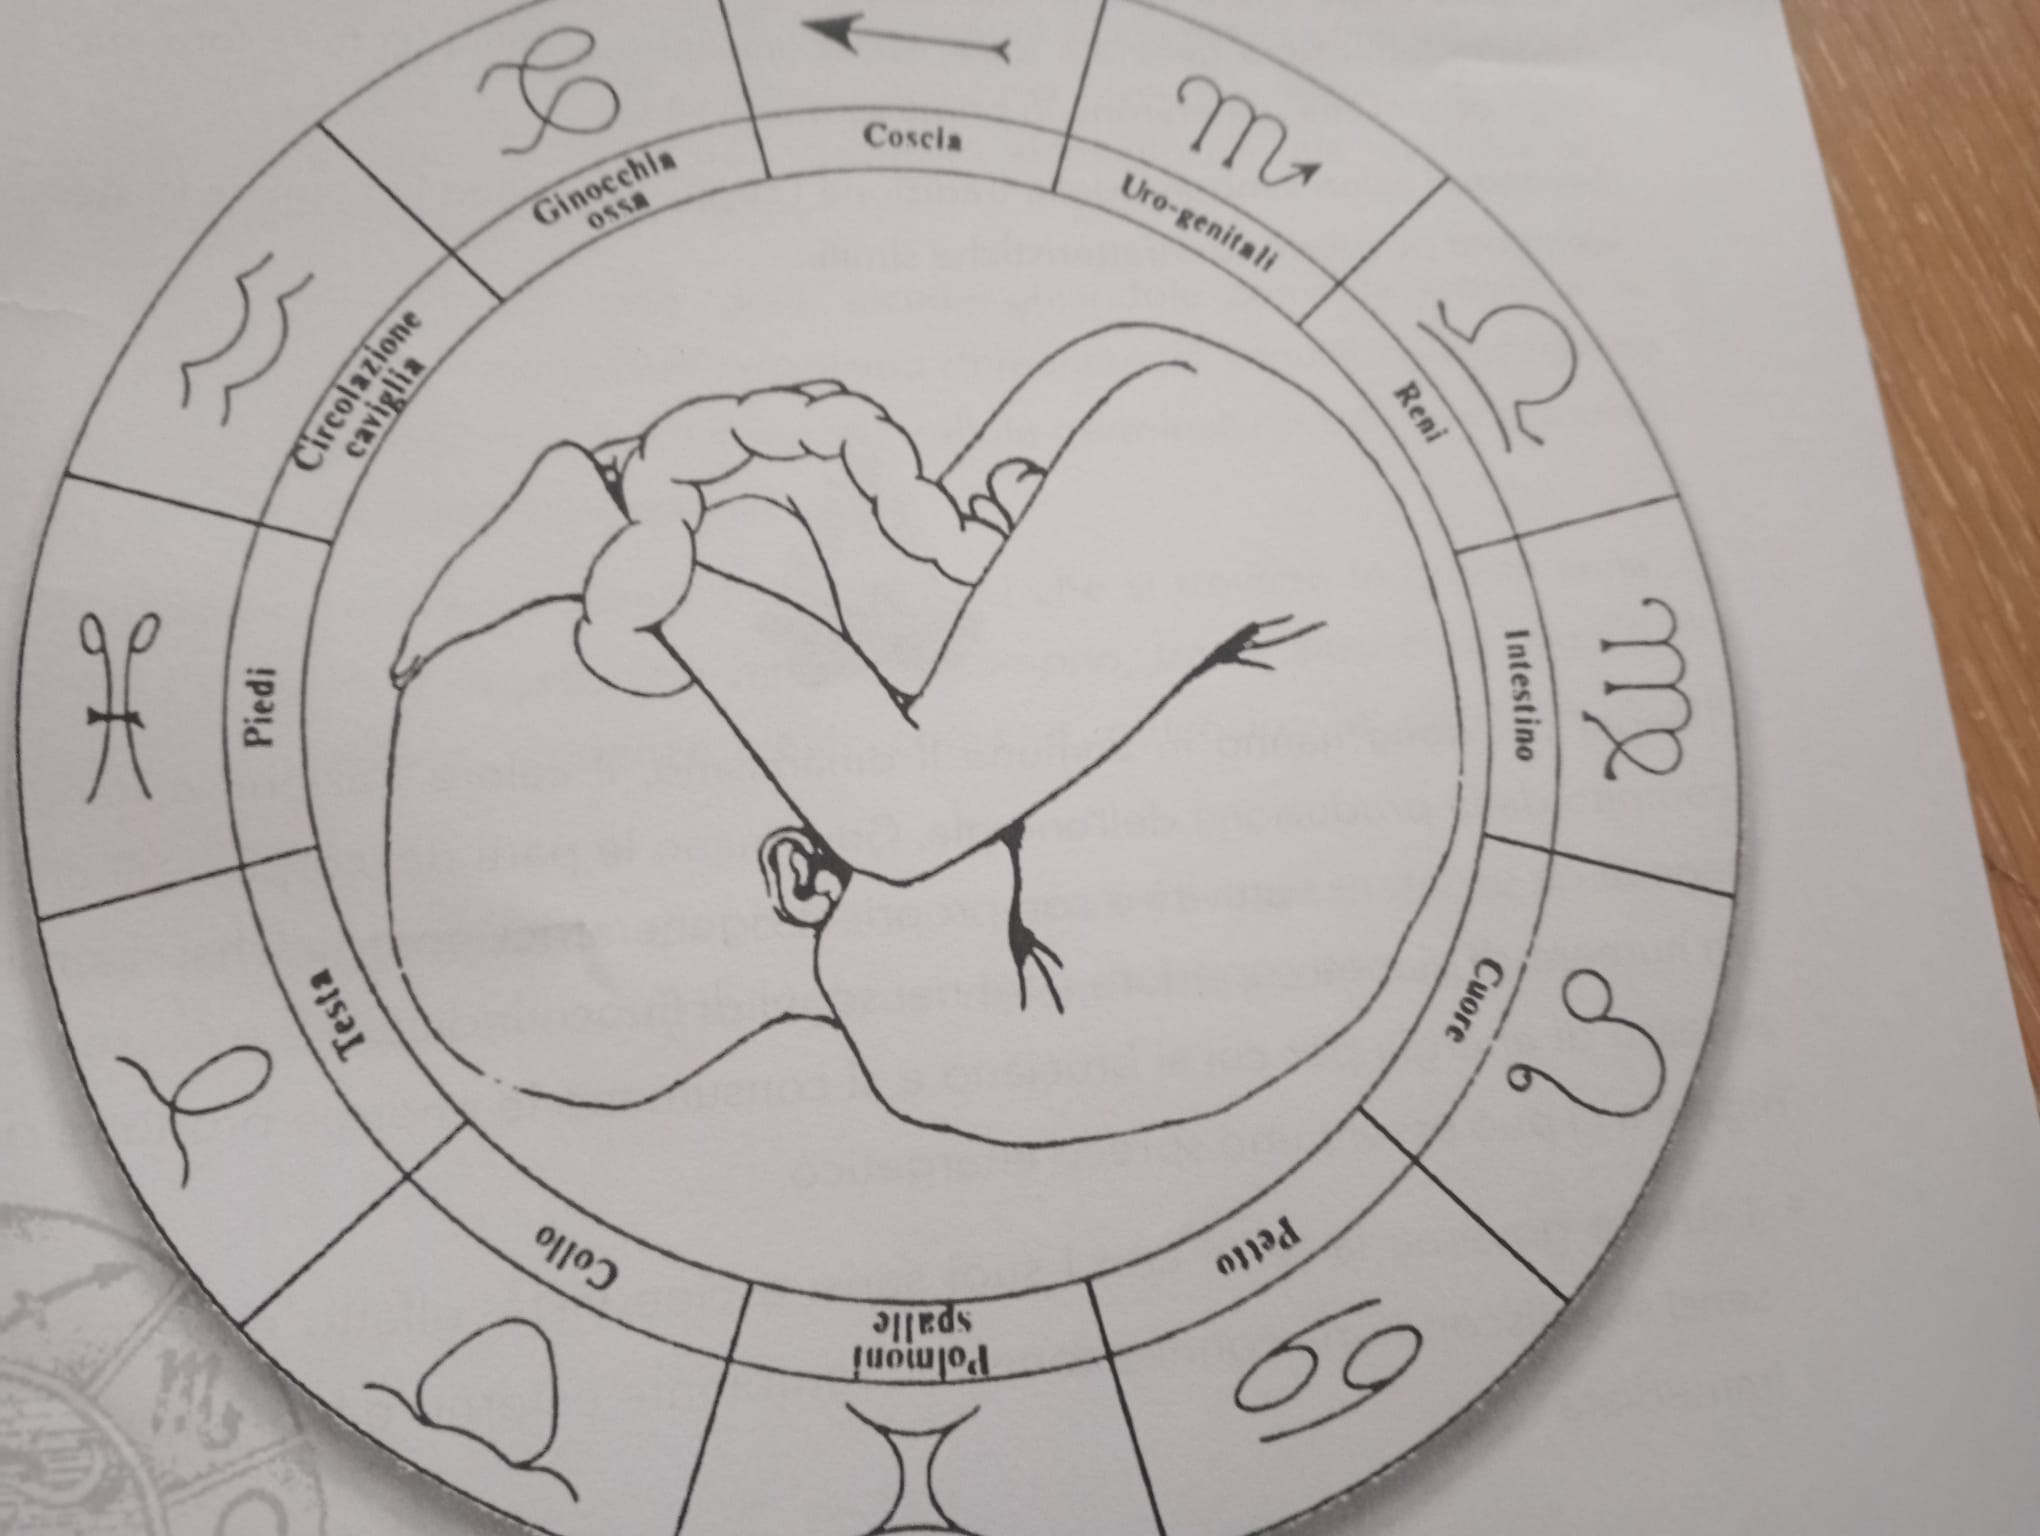 Coscia
Uro-genitali
Reni
Intestino
Cuore
Petto
Polmoni
spalle
Collo
Testa
Piedi
Circolazione
caviglia
Ginocchia
ossa